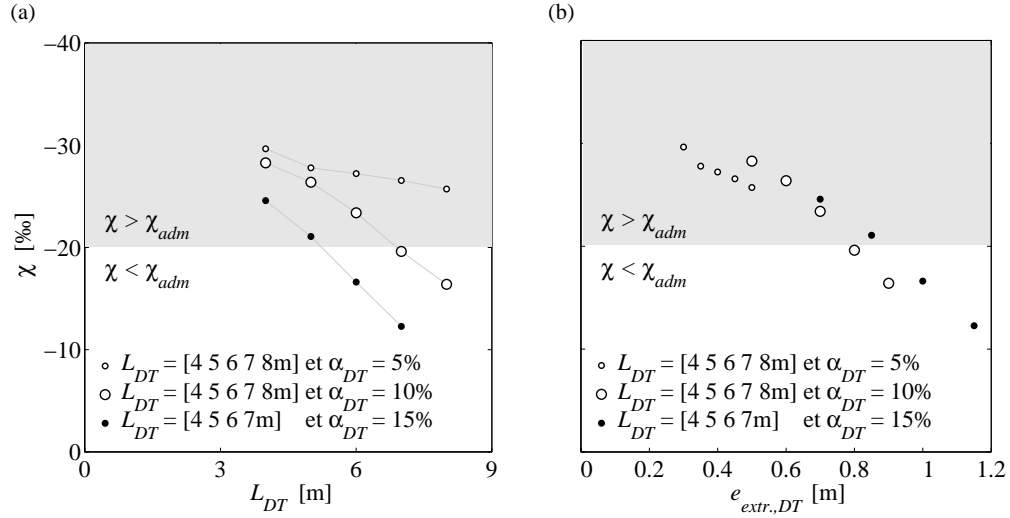 (a)
−40
−30
−20
−10
0
χ [‰]
χ > χadm
χ < χadm
LDT = [4 5 6 7 8m] et αDT = 5%
LDT = [4 5 6 7 8m] et αDT = 10%
LDT = [4 5 6 7m] et αDT = 15%
0 3 6 9
LDT [m]
(b)
χ > χadm
χ < χadm
LDT = [4 5 6 7 8m] et αDT = 5%
LDT = [4 5 6 7 8m] et αDT = 10%
LDT = [4 5 6 7m] et αDT = 15%
0 0.2 0.4 0.6 0.8 1 1.2
eextr.,DT [m]